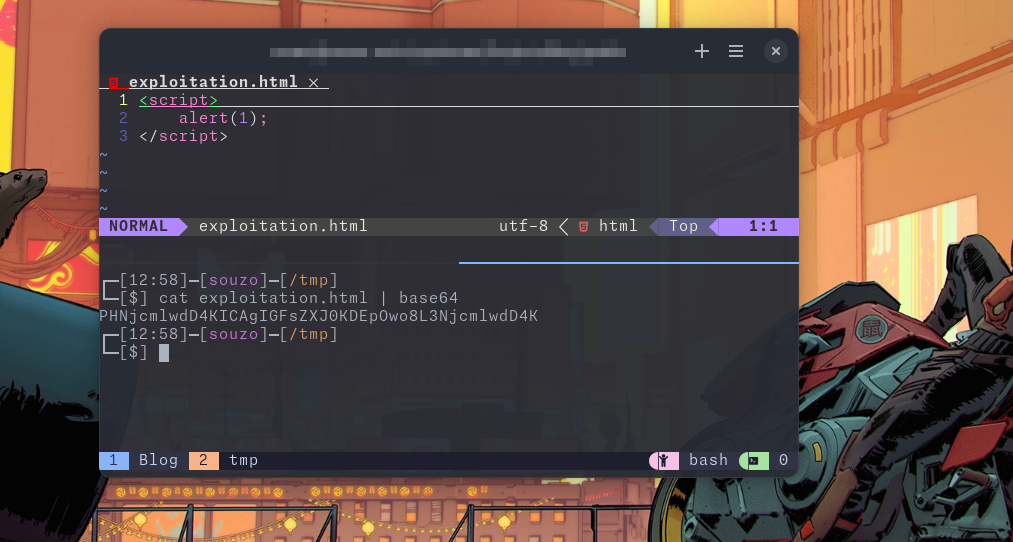 exploitation.html ×
1 <script>
2     alert(1);
3 </script>
~
~
~
~
NORMAL exploitation.html utf-8 < html Top 1:1
┌─[12:58]─[souzo]─[/tmp]
└─[$] cat exploitation.html | base64
PHNjcmlwdD4KICAgIGFsZXJ0KDEpOwo8L3NjcmlwdD4K
┌─[12:58]─[souzo]─[/tmp]
└─[$]
1 Blog 2 tmp bash 0